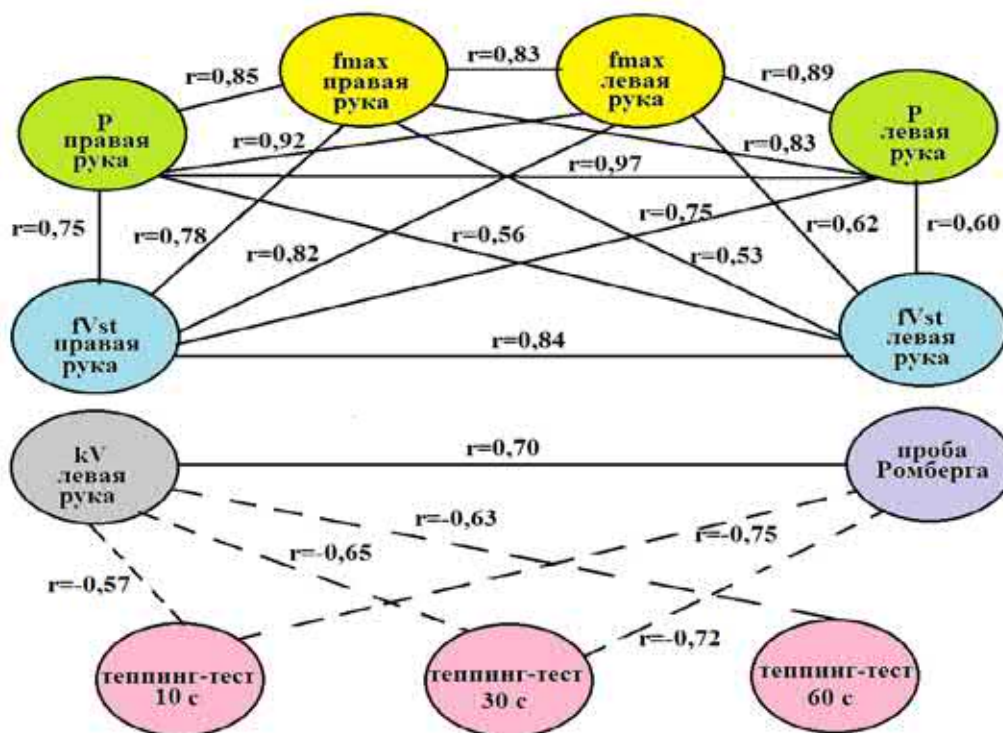 fmax
правая
рука
r=0,83
fmax
левая
рука
r=0,85
r=0,89
P
правая
рука
P
левая
рука
r=0,92
r=0,83
r=0,97
r=0,75
r=0,78
r=0,82
r=0,56
r=0,75
r=0,53
r=0,62
r=0,60
fVst
правая
рука
r=0,84
fVst
левая
рука
kV
левая
рука
r=0,70
проба
Ромберга
r=-0,57
r=-0,65
r=-0,63
r=-0,75
r=-0,72
теппинг-тест
10 с
теппинг-тест
30 с
теппинг-тест
60 с